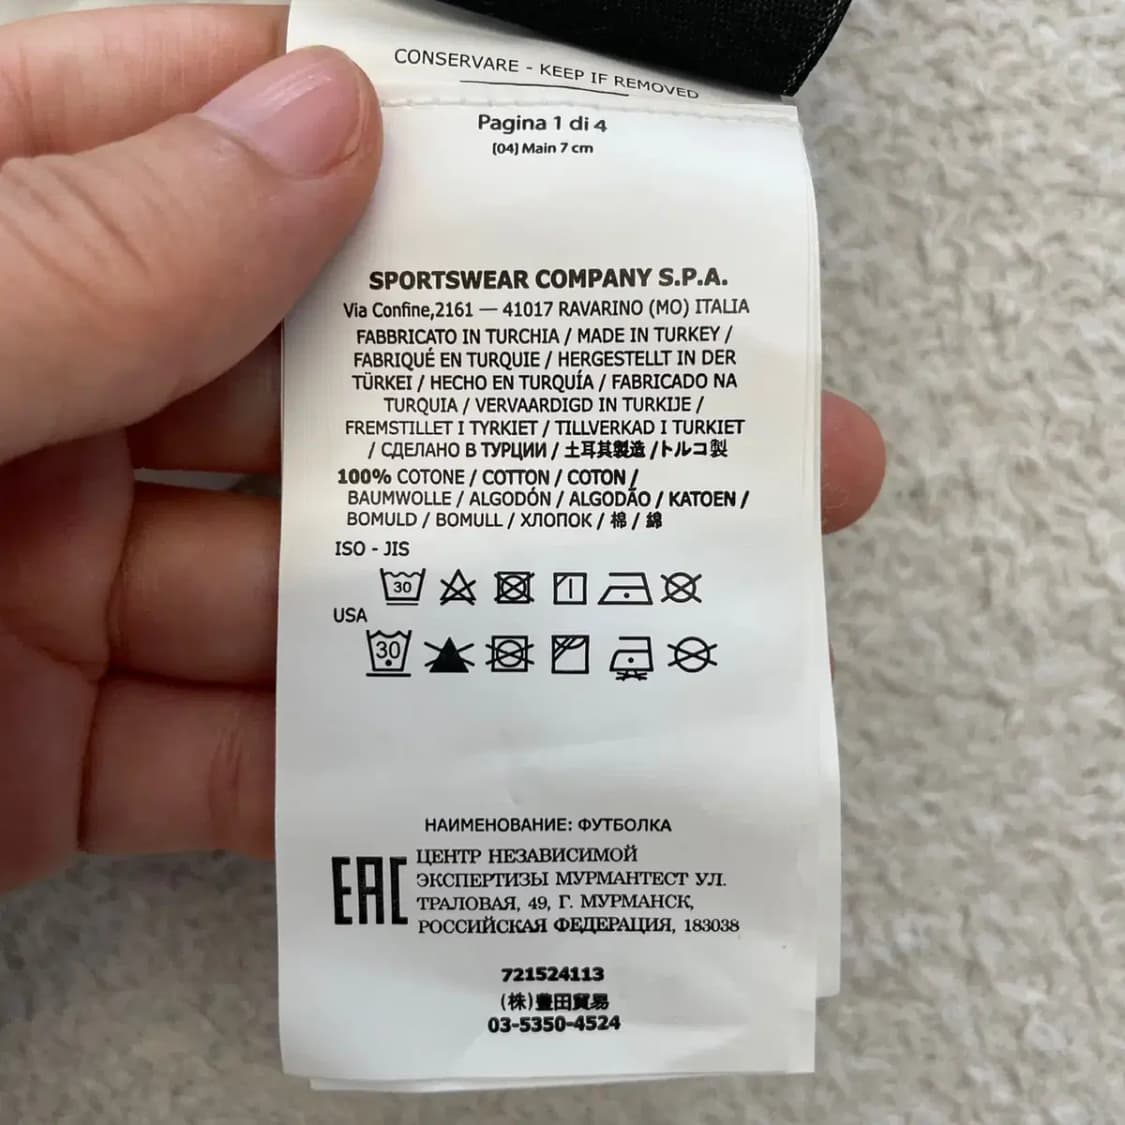 CONSERVARE - KEEP IF REMOVED
Pagina 1 di 4
(04) Main 7 cm
SPORTSWEAR COMPANY S.P.A.
Via Confine,2161 — 41017 RAVARINO (MO) ITALIA
FABBRICATO IN TURCHIA / MADE IN TURKEY /
FABRIQUÉ EN TURQUIE / HERGESTELLT IN DER
TÜRKEI / HECHO EN TURQUÍA / FABRICADO NA
TURQUIA / VERVAARDIGD IN TURKIJE /
FREMSTILLET I TYRKIET / TILLVERKAD I TURKIET
/ СДЕЛАНО В ТУРЦИИ / 土耳其製造 /トルコ製
100% COTONE / COTTON / COTON /
BAUMWOLLE / ALGODÓN / ALGODÃO / KATOEN /
BOMULD / BOMULL / ХЛОПОК / 棉 / 綿
ISO - JIS
30
USA
30
НАИМЕНОВАНИЕ: ФУТБОЛКА
EAC
ЦЕНТР НЕЗАВИСИМОЙ
ЭКСПЕРТИЗЫ МУРМАНТЕСТ УЛ.
ТРАЛОВАЯ, 49, Г. МУРМАНСК,
РОССИЙСКАЯ ФЕДЕРАЦИЯ, 183038
721524113
(株)豊田貿易
03-5350-4524